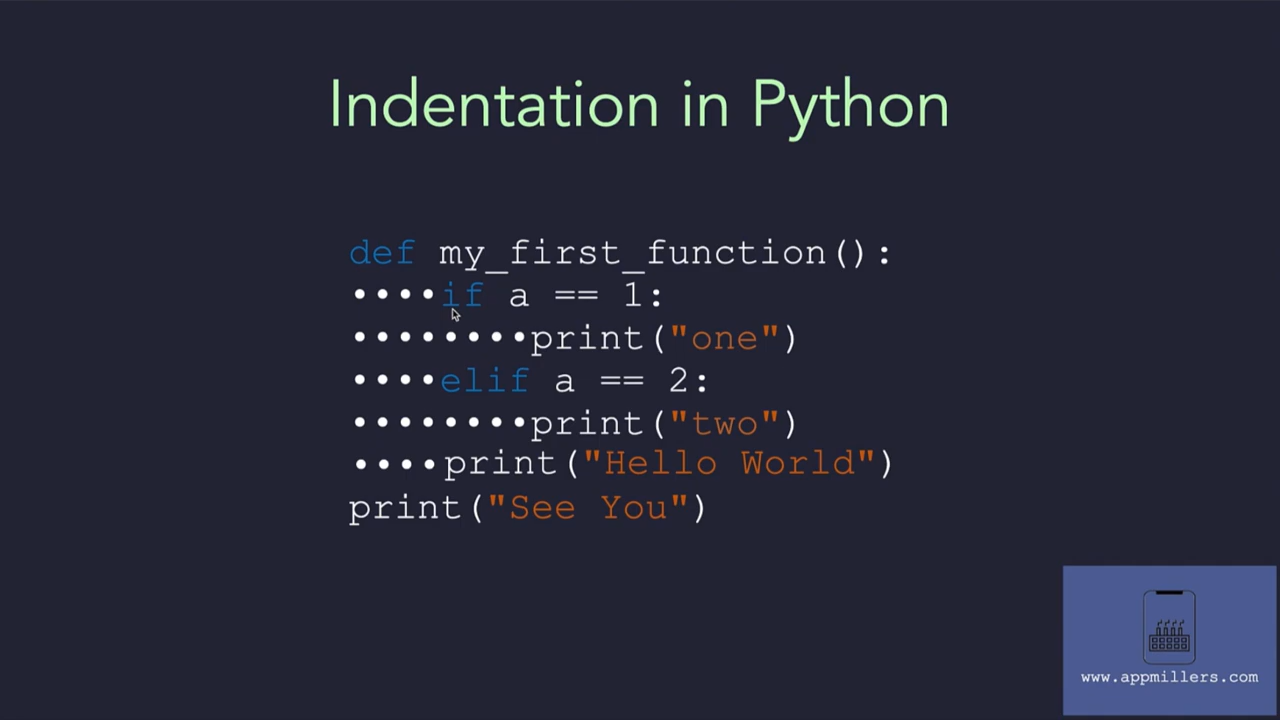 Indentation in Python
def my_first_function():
••••if a == 1:
••••••••print("one")
••••elif a == 2:
••••••••print("two")
••••print("Hello World")
print("See You")
www.appmillers.com